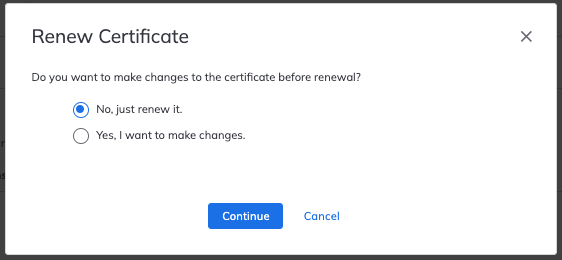 Renew Certificate
Do you want to make changes to the certificate before renewal?
No, just renew it.
Yes, I want to make changes.
Continue Cancel